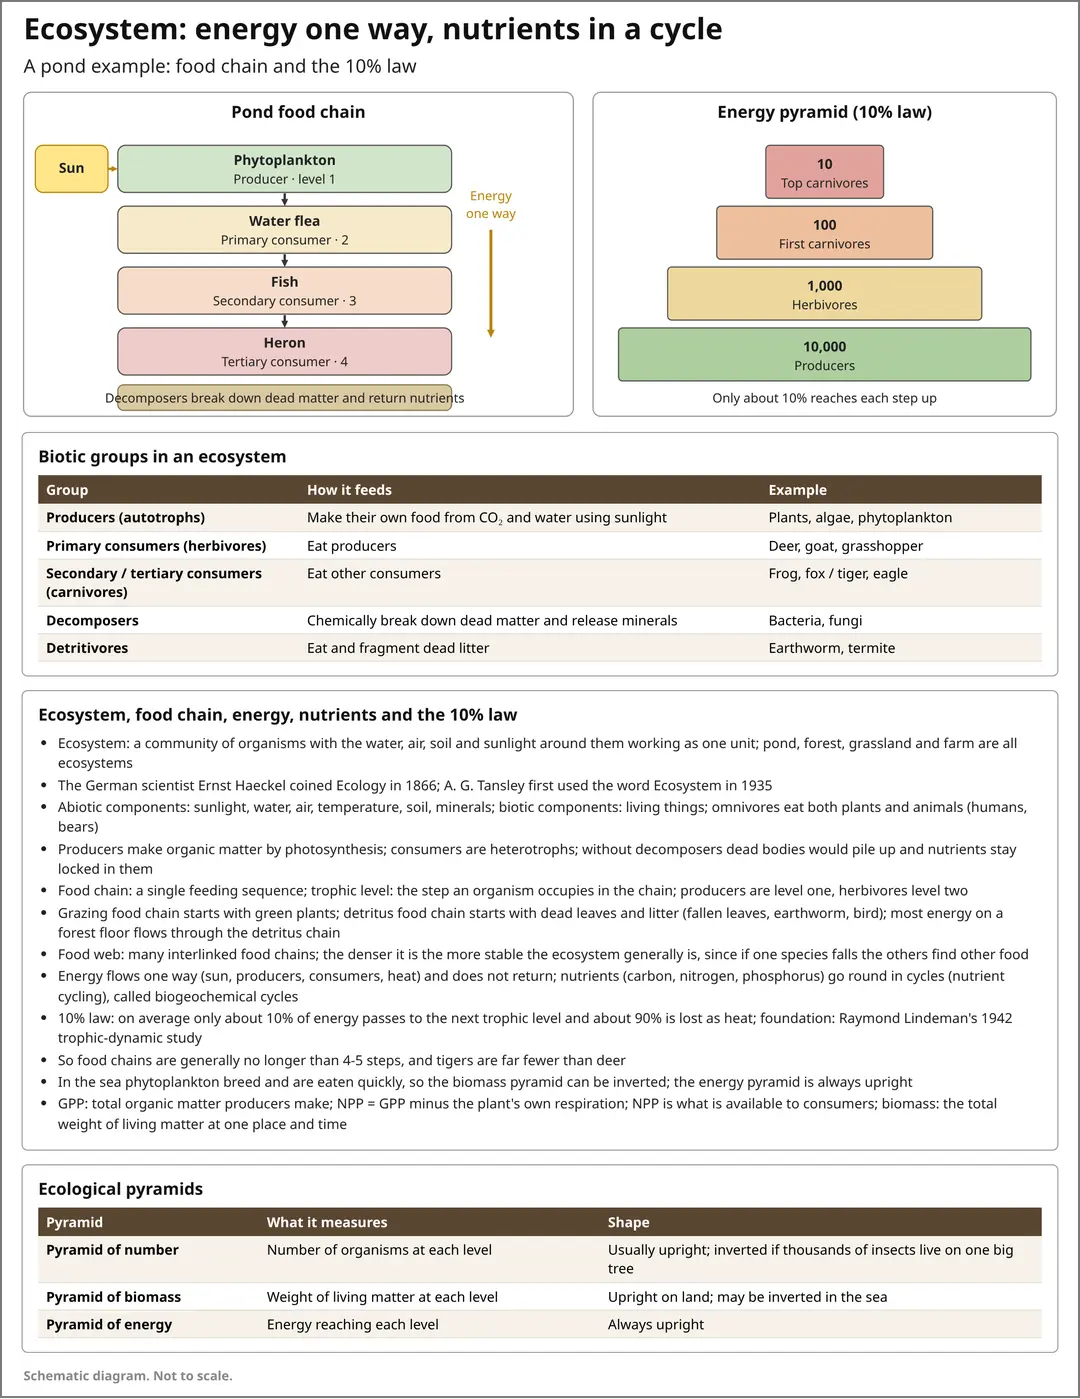 Ecosystem: energy one way, nutrients in a cycle
A pond example: food chain and the 10% law
Pond food chain
Sun
Phytoplankton
Producer · level 1
Water flea
Primary consumer · 2
Fish
Secondary consumer · 3
Heron
Tertiary consumer · 4
Decomposers break down dead matter and return nutrients
Energy
one way
Energy pyramid (10% law)
10
Top carnivores
100
First carnivores
1,000
Herbivores
10,000
Producers
Only about 10% reaches each step up
Biotic groups in an ecosystem
Group How it feeds Example
Producers (autotrophs) Make their own food from CO₂ and water using sunlight Plants, algae, phytoplankton
Primary consumers (herbivores) Eat producers Deer, goat, grasshopper
Secondary / tertiary consumers Eat other consumers Frog, fox / tiger, eagle
(carnivores)
Decomposers Chemically break down dead matter and release minerals Bacteria, fungi
Detritivores Eat and fragment dead litter Earthworm, termite
Ecosystem, food chain, energy, nutrients and the 10% law
• Ecosystem: a community of organisms with the water, air, soil and sunlight around them working as one unit; pond, forest, grassland and farm are all
ecosystems
• The German scientist Ernst Haeckel coined Ecology in 1866; A. G. Tansley first used the word Ecosystem in 1935
• Abiotic components: sunlight, water, air, temperature, soil, minerals; biotic components: living things; omnivores eat both plants and animals (humans,
bears)
• Producers make organic matter by photosynthesis; consumers are heterotrophs; without decomposers dead bodies would pile up and nutrients stay
locked in them
• Food chain: a single feeding sequence; trophic level: the step an organism occupies in the chain; producers are level one, herbivores level two
• Grazing food chain starts with green plants; detritus food chain starts with dead leaves and litter (fallen leaves, earthworm, bird); most energy on a
forest floor flows through the detritus chain
• Food web: many interlinked food chains; the denser it is the more stable the ecosystem generally is, since if one species falls the others find other food
• Energy flows one way (sun, producers, consumers, heat) and does not return; nutrients (carbon, nitrogen, phosphorus) go round in cycles (nutrient
cycling), called biogeochemical cycles
• 10% law: on average only about 10% of energy passes to the next trophic level and about 90% is lost as heat; foundation: Raymond Lindeman's 1942
trophic-dynamic study
• So food chains are generally no longer than 4-5 steps, and tigers are far fewer than deer
• In the sea phytoplankton breed and are eaten quickly, so the biomass pyramid can be inverted; the energy pyramid is always upright
• GPP: total organic matter producers make; NPP = GPP minus the plant's own respiration; NPP is what is available to consumers; biomass: the total
weight of living matter at one place and time
Ecological pyramids
Pyramid What it measures Shape
Pyramid of number Number of organisms at each level Usually upright; inverted if thousands of insects live on one big
tree
Pyramid of biomass Weight of living matter at each level Upright on land; may be inverted in the sea
Pyramid of energy Energy reaching each level Always upright
Schematic diagram. Not to scale.